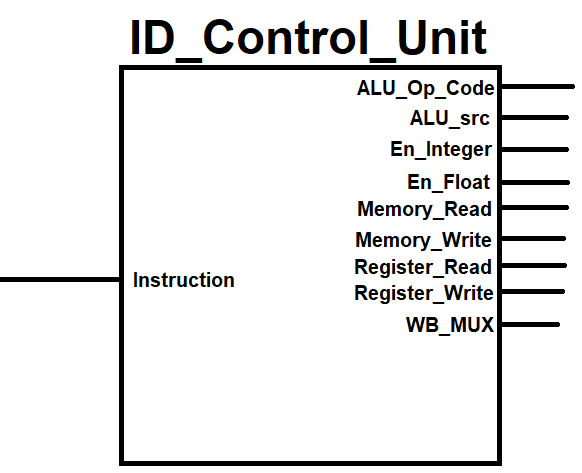 ID_Control_Unit
ALU_Op_Code
ALU_src
En_Integer
En_Float
Memory_Read
Memory_Write
Register_Read
Instruction
Register_Write
WB_MUX